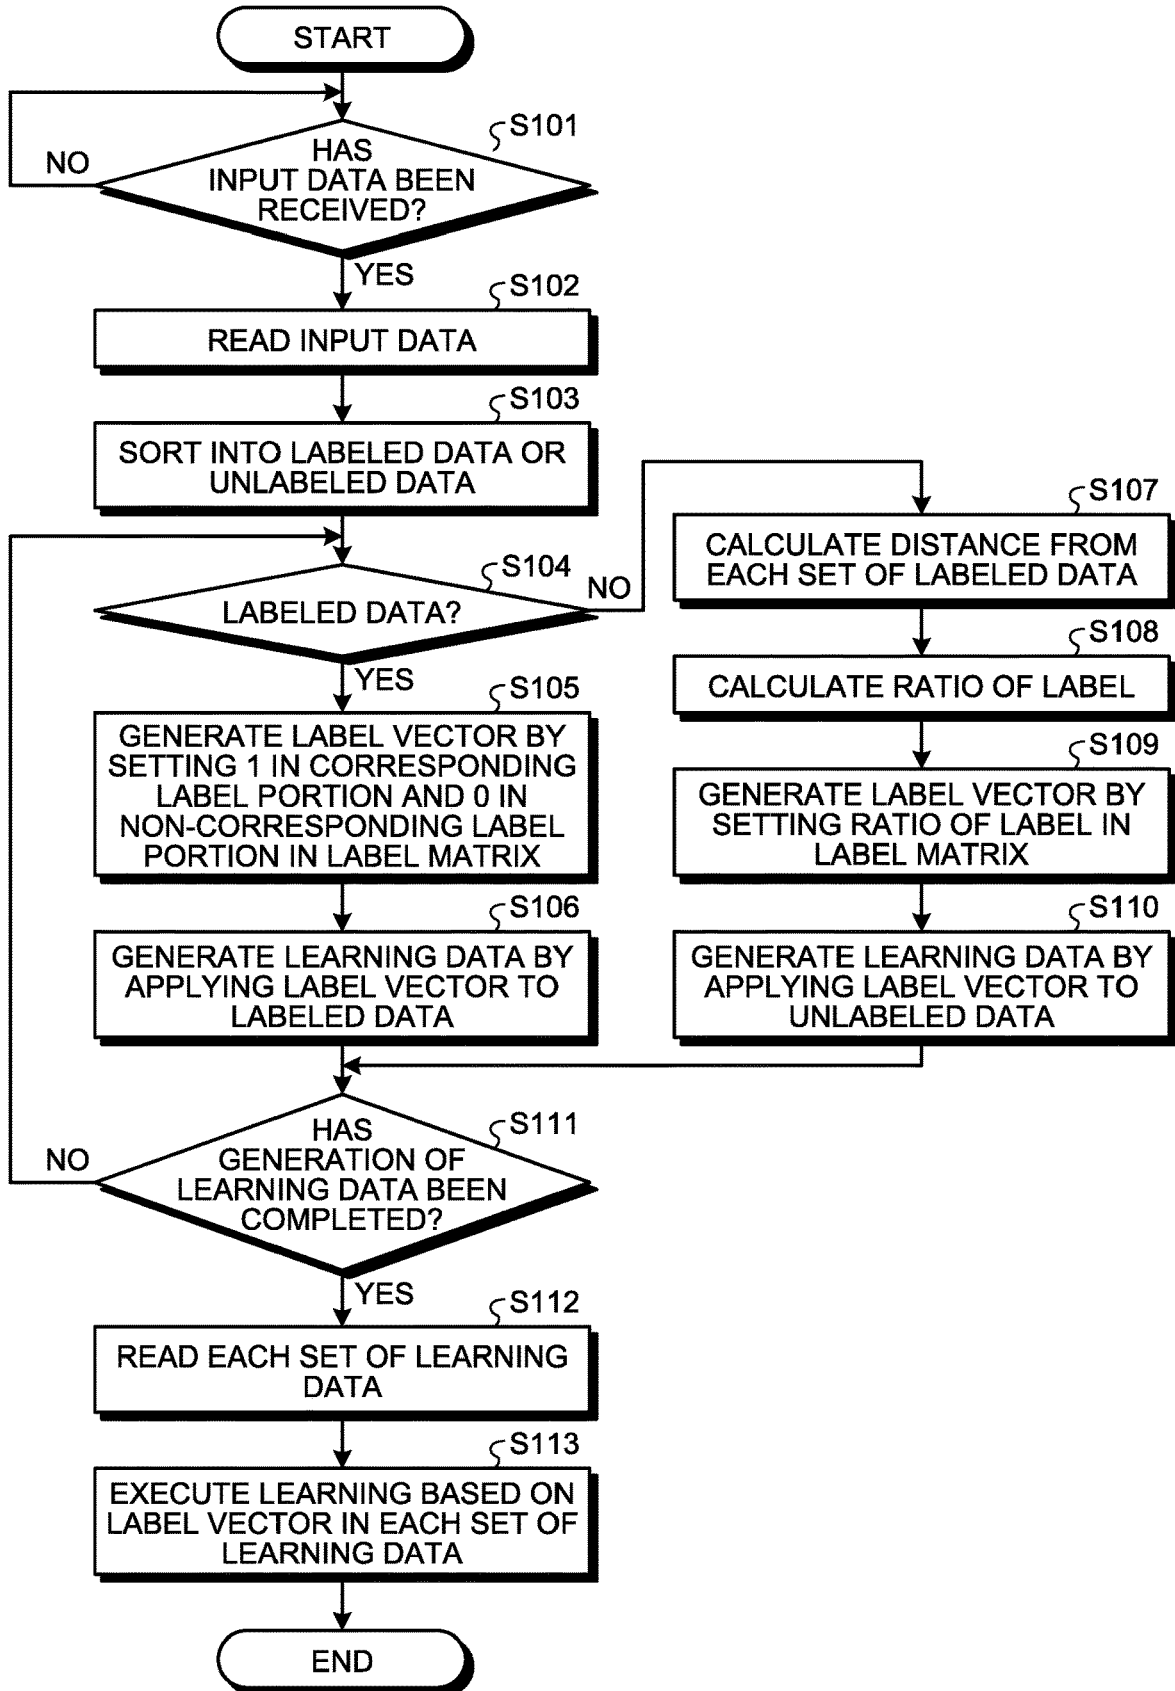 START
S101
HAS
INPUT DATA BEEN
RECEIVED?
NO
YES
S102
READ INPUT DATA
S103
SORT INTO LABELED DATA OR
UNLABELED DATA
S104
LABELED DATA?
NO
YES
S105
GENERATE LABEL VECTOR BY
SETTING 1 IN CORRESPONDING
LABEL PORTION AND 0 IN
NON-CORRESPONDING LABEL
PORTION IN LABEL MATRIX
S106
GENERATE LEARNING DATA BY
APPLYING LABEL VECTOR TO
LABELED DATA
S107
CALCULATE DISTANCE FROM
EACH SET OF LABELED DATA
S108
CALCULATE RATIO OF LABEL
S109
GENERATE LABEL VECTOR BY
SETTING RATIO OF LABEL IN
LABEL MATRIX
S110
GENERATE LEARNING DATA BY
APPLYING LABEL VECTOR TO
UNLABELED DATA
S111
HAS
GENERATION OF
LEARNING DATA BEEN
COMPLETED?
NO
YES
S112
READ EACH SET OF LEARNING
DATA
S113
EXECUTE LEARNING BASED ON
LABEL VECTOR IN EACH SET OF
LEARNING DATA
END